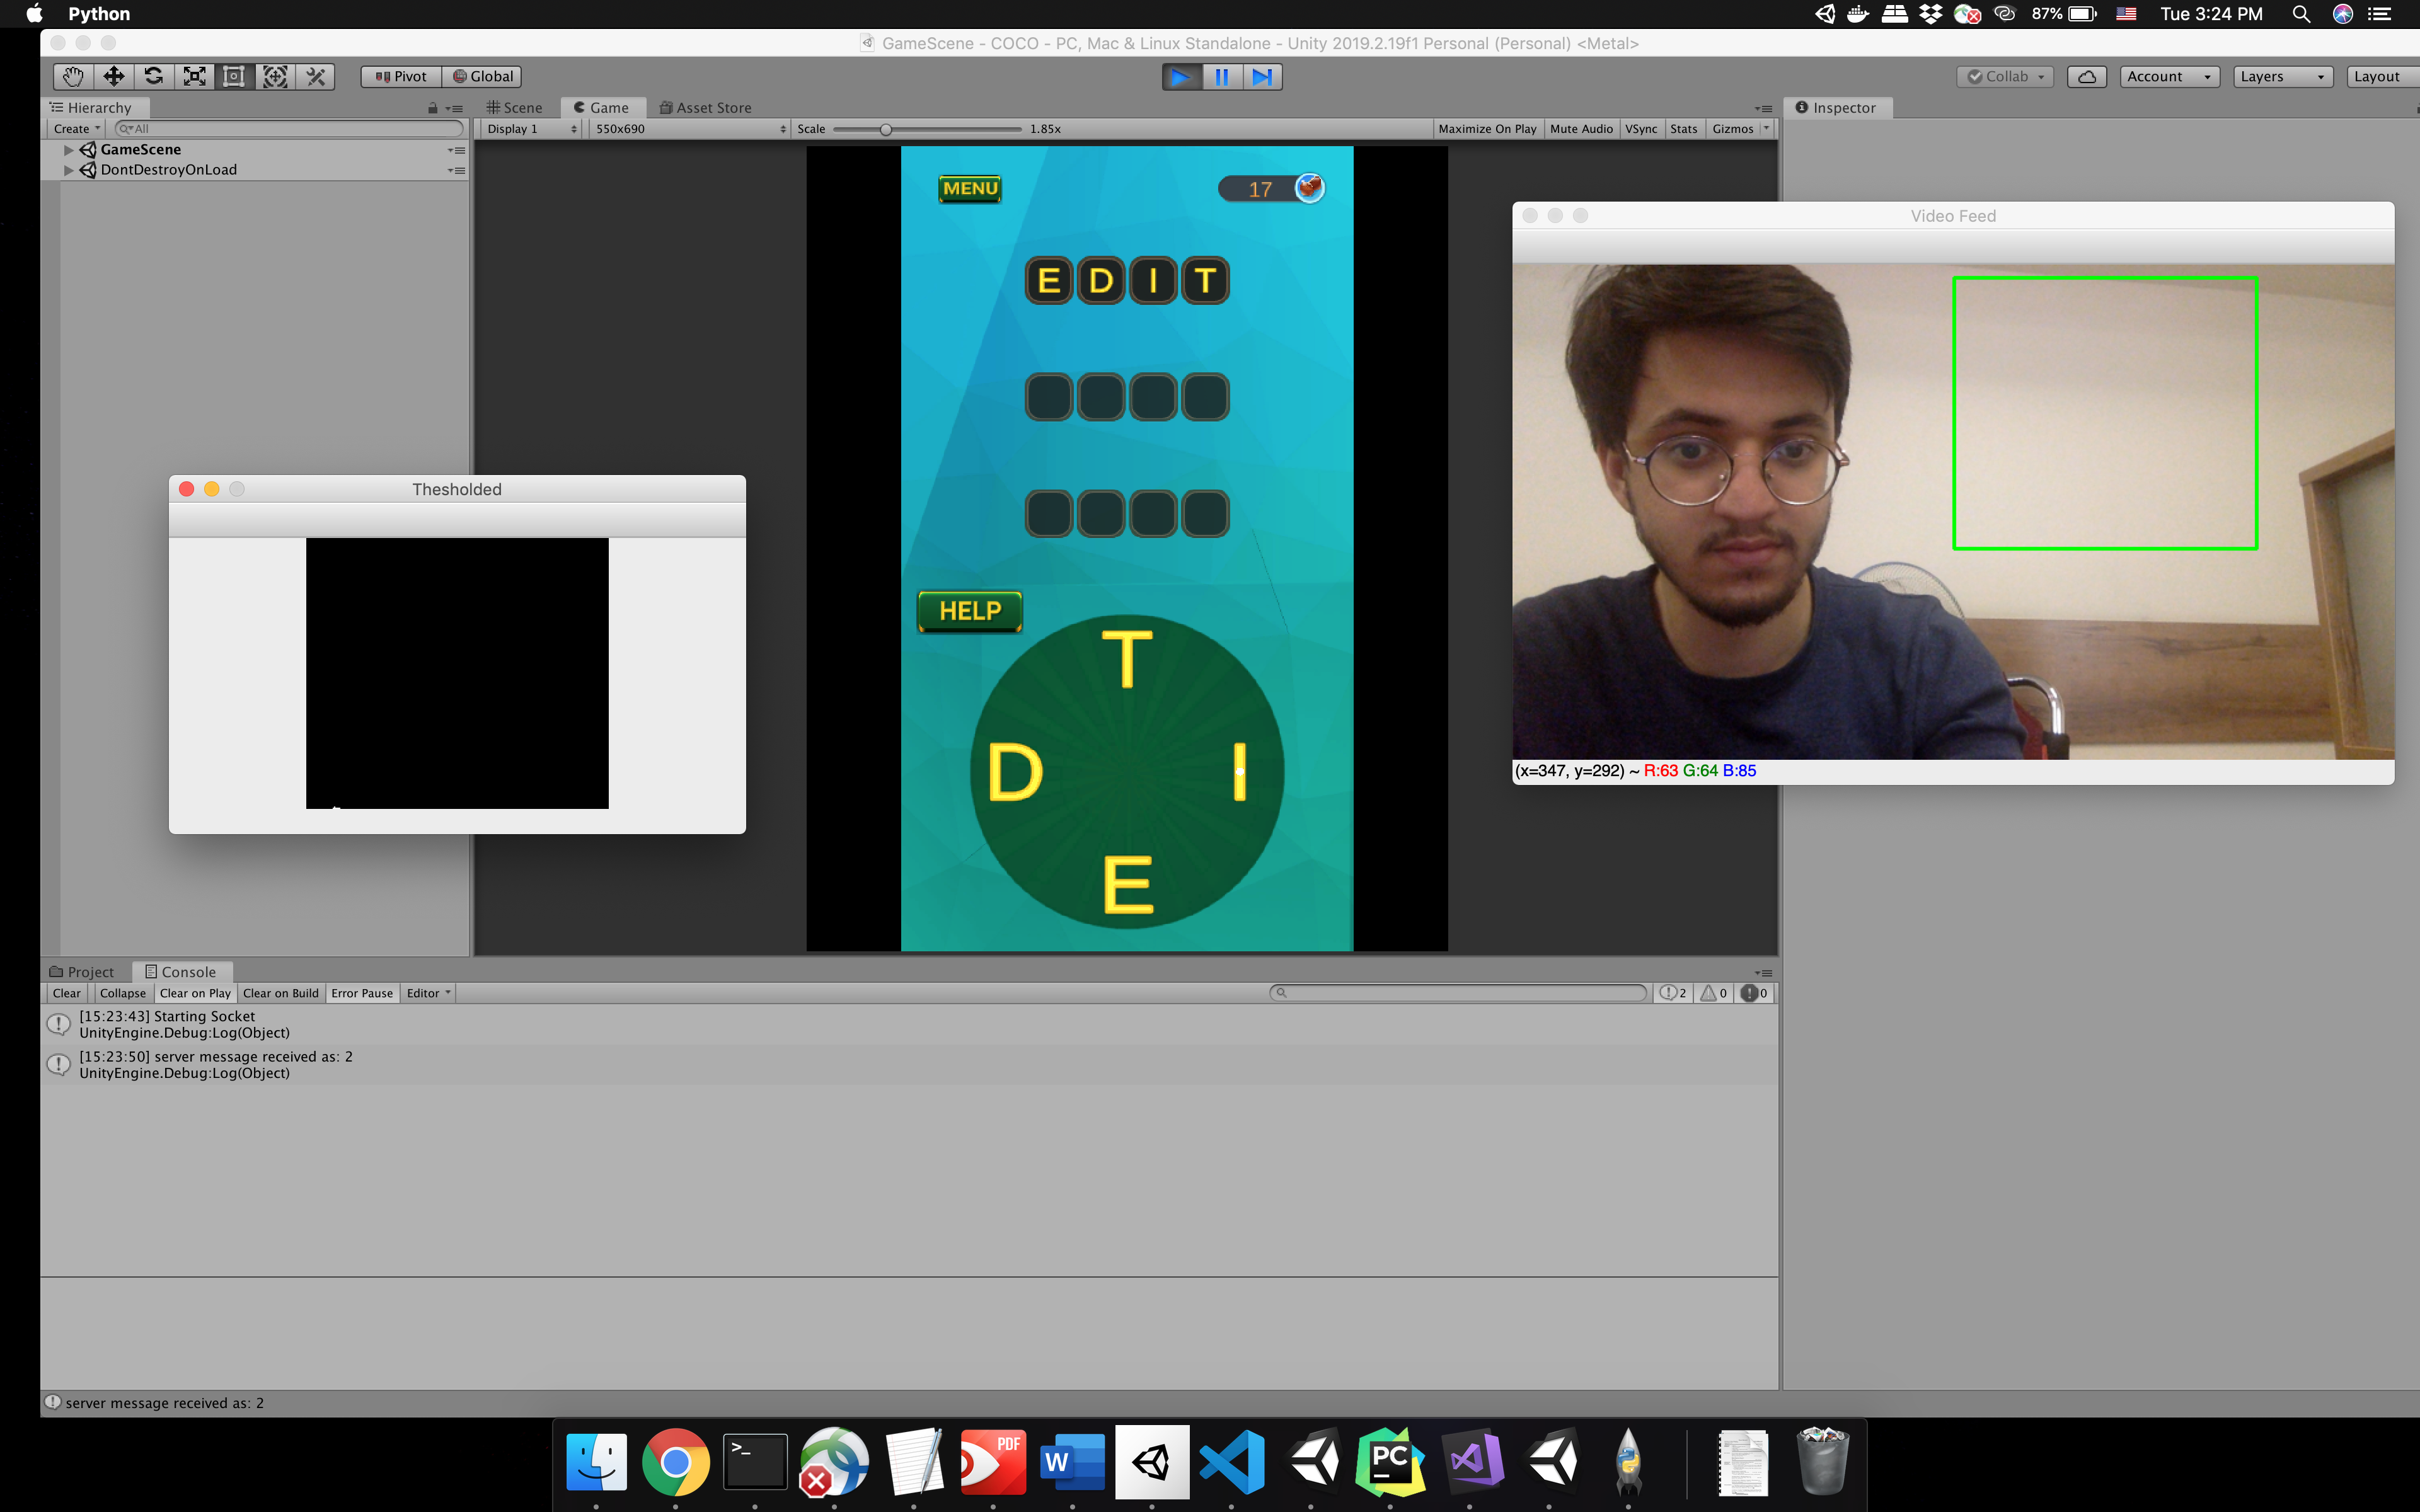 Python 87% Tue 3:24 PM
GameScene - COCO - PC, Mac & Linux Standalone - Unity 2019.2.19f1 Personal (Personal) <Metal>
Pivot Global Collab Account Layers Layout
Hierarchy Scene Game Asset Store Inspector
Create All Display 1 550x690 Scale 1.85x Maximize On Play Mute Audio VSync Stats Gizmos
GameScene
DontDestroyOnLoad
MENU 17
Video Feed
E D I T
Thesholded
HELP
T
D I
E
(x=347, y=292) ~ R:63 G:64 B:85
Project Console
Clear Collapse Clear on Play Clear on Build Error Pause Editor 2 0 0
[15:23:43] Starting Socket
UnityEngine.Debug:Log(Object)
[15:23:50] server message received as: 2
UnityEngine.Debug:Log(Object)
server message received as: 2
>_ PDF W PC